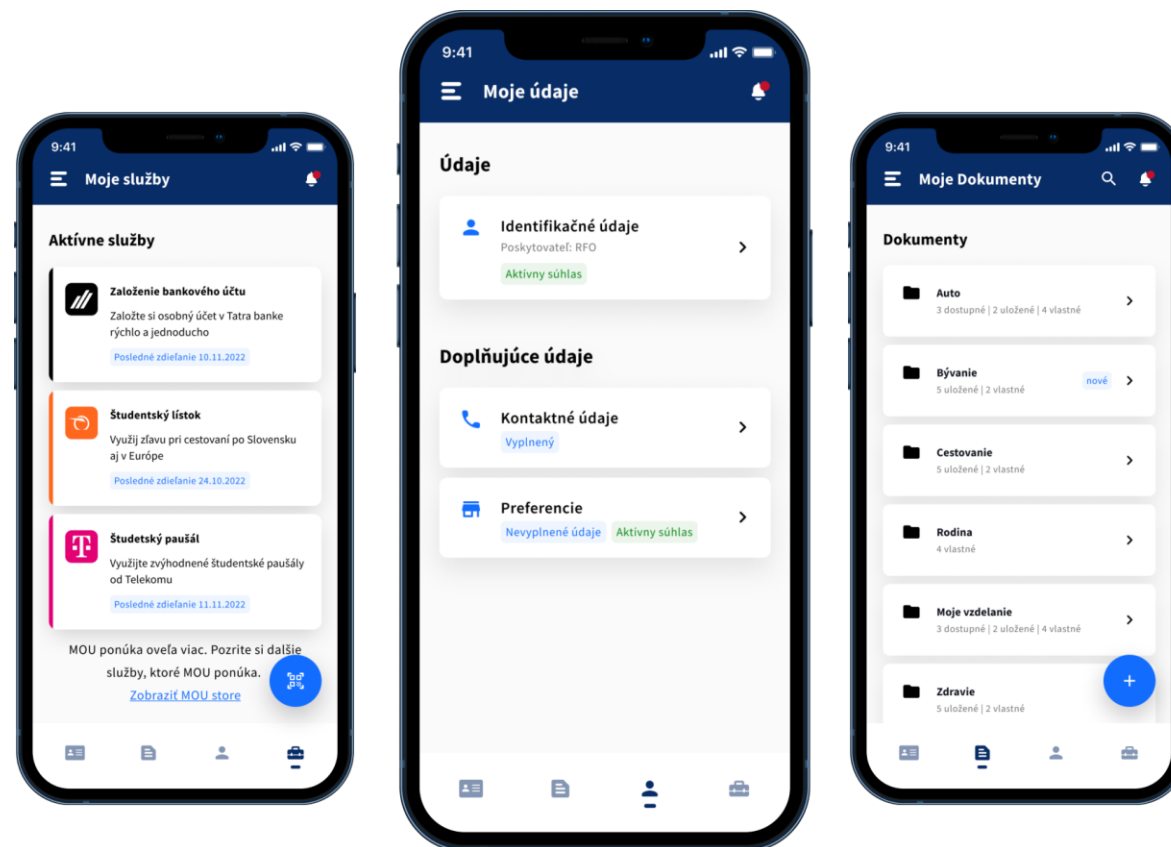 9:41
Moje služby
Aktívne služby
Založenie bankového účtu
Založte si osobný účet v Tatra banke
rýchlo a jednoducho
Posledné zdieľanie 10.11.2022
Študentský lístok
Využij zľavu pri cestovaní po Slovensku
aj v Európe
Posledné zdieľanie 24.10.2022
T
Študetský paušál
Využijte zvýhodnené študentské paušály
od Telekomu
Posledné zdieľanie 11.11.2022
MOU ponúka oveľa viac. Pozrite si dalšie
služby, ktoré MOU ponúka.
Zobraziť MOU store
9:41
Moje údaje
Údaje
Identifikačné údaje
Poskytovateľ: RFO
Aktívny súhlas
Doplňujúce údaje
Kontaktné údaje
Vyplnený
Preferencie
Nevyplnené údaje Aktívny súhlas
9:41
Moje Dokumenty
Dokumenty
Auto
3 dostupné | 2 uložené | 4 vlastné
Bývanie
5 uložené | 2 vlastné
nové
Cestovanie
5 uložené | 2 vlastné
Rodina
4 vlastné
Moje vzdelanie
3 dostupné | 2 uložené | 4 vlastné
Zdravie
5 uložené | 2 vlastné